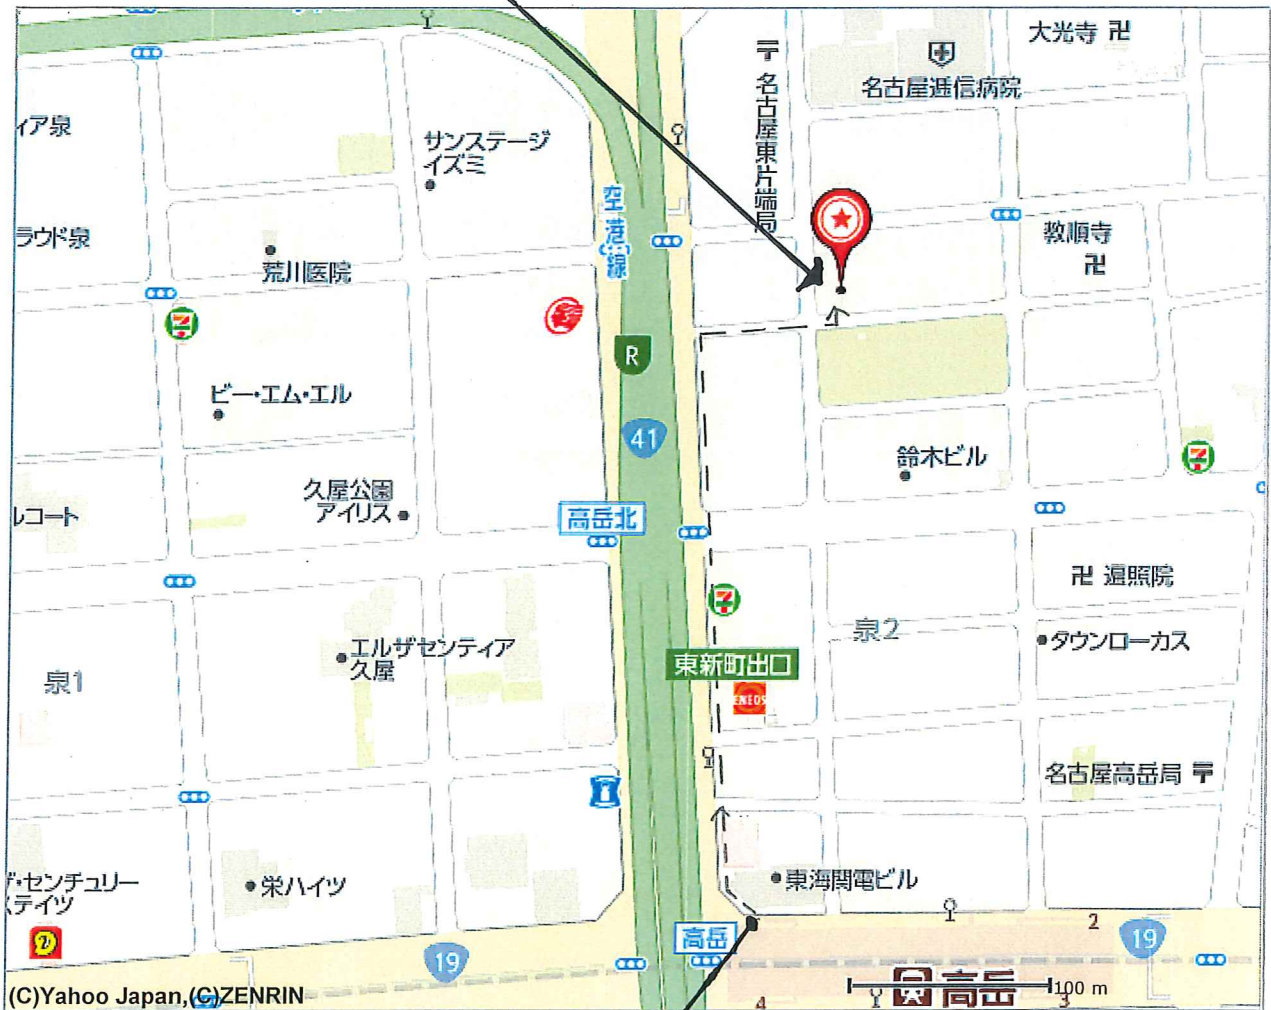 大光寺
名古屋逓信病院
名古屋東片端局
ィア泉
サンステージ
イズミ
空港線
ラウド泉
教順寺
荒川医院
R
41
ビー・エム・エル
鈴木ビル
久屋公園
アイリス
ルコート
高岳北
遍照院
泉2
エルザセンティア
久屋
タウンローカス
東新町出口
泉1
ENEOS
名古屋高岳局
ザ・センチュリー
ステイツ
栄ハイツ
東海関電ビル
高岳
2
19
19
高岳
100 m
4
3
(C)Yahoo Japan,(C)ZENRIN